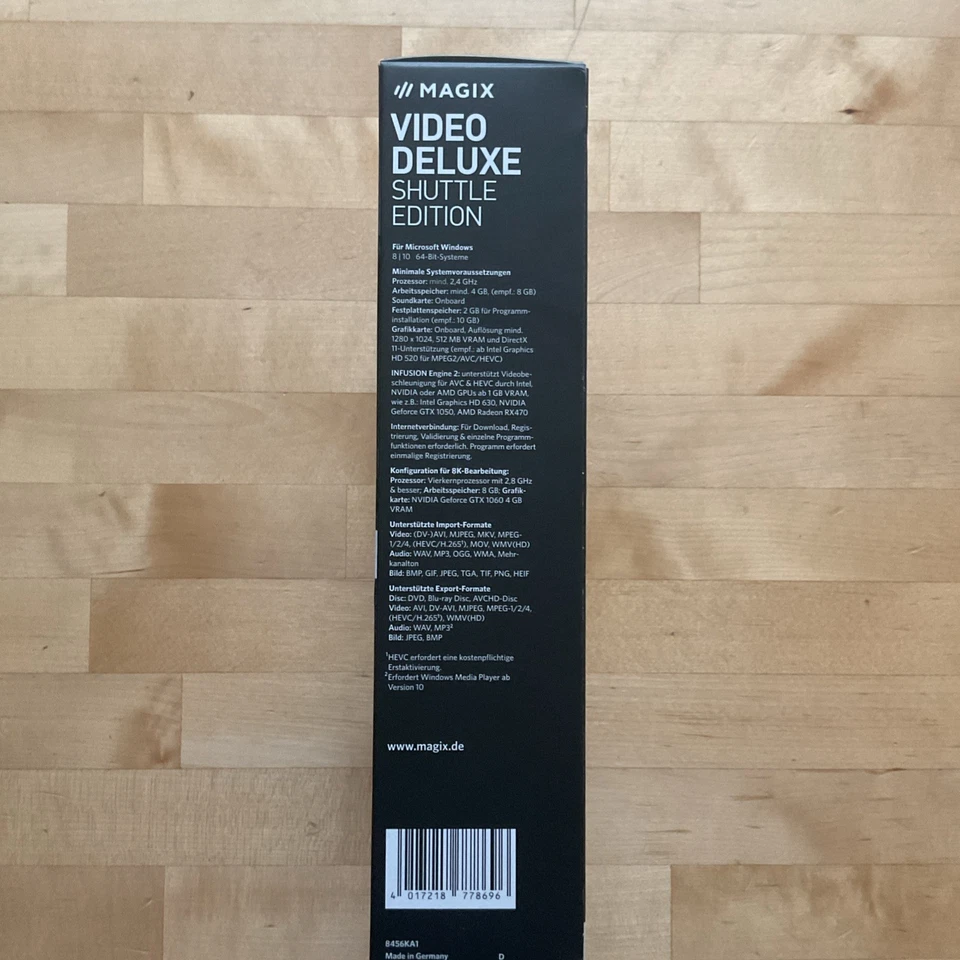 MAGIX
VIDEO
DELUXE
SHUTTLE
EDITION
Für Microsoft Windows
8 | 10 64-Bit-Systeme
Minimale Systemvoraussetzungen
Prozessor: mind. 2,4 GHz
Arbeitsspeicher: mind. 4 GB, (empf.: 8 GB)
Soundkarte: Onboard
Festplattenspeicher: 2 GB für Programm-
installation (empf.: 10 GB)
Grafikkarte: Onboard, Auflösung mind.
1280 x 1024, 512 MB VRAM und DirectX
11-Unterstützung (empf.: ab Intel Graphics
HD 520 für MPEG2/AVC/HEVC)
INFUSION Engine 2: unterstützt Videobe-
schleunigung für AVC & HEVC durch Intel,
NVIDIA oder AMD GPUs ab 1 GB VRAM,
wie z.B.: Intel Graphics HD 630, NVIDIA
Geforce GTX 1050, AMD Radeon RX470
Internetverbindung: Für Download, Regis-
trierung, Validierung & einzelne Programm-
funktionen erforderlich. Programm erfordert
einmalige Registrierung.
Konfiguration für 8K-Bearbeitung:
Prozessor: Vierkernprozessor mit 2,8 GHz
& besser; Arbeitsspeicher: 8 GB; Grafik-
karte: NVIDIA Geforce GTX 1060 4 GB
VRAM
Unterstützte Import-Formate
Video: (DV-)AVI, MJPEG, MKV, MPEG-
1/2/4, (HEVC/H.265¹), MOV, WMV(HD)
Audio: WAV, MP3, OGG, WMA, Mehr-
kanalton
Bild: BMP, GIF, JPEG, TGA, TIF, PNG, HEIF
Unterstützte Export-Formate
Disc: DVD, Blu-ray Disc, AVCHD-Disc
Video: AVI, DV-AVI, MJPEG, MPEG-1/2/4,
(HEVC/H.265¹), WMV(HD)
Audio: WAV, MP3²
Bild: JPEG, BMP
¹HEVC erfordert eine kostenpflichtige
Erstaktivierung.
²Erfordert Windows Media Player ab
Version 10
www.magix.de
4 017218 778696
8456KA1
Made in Germany D